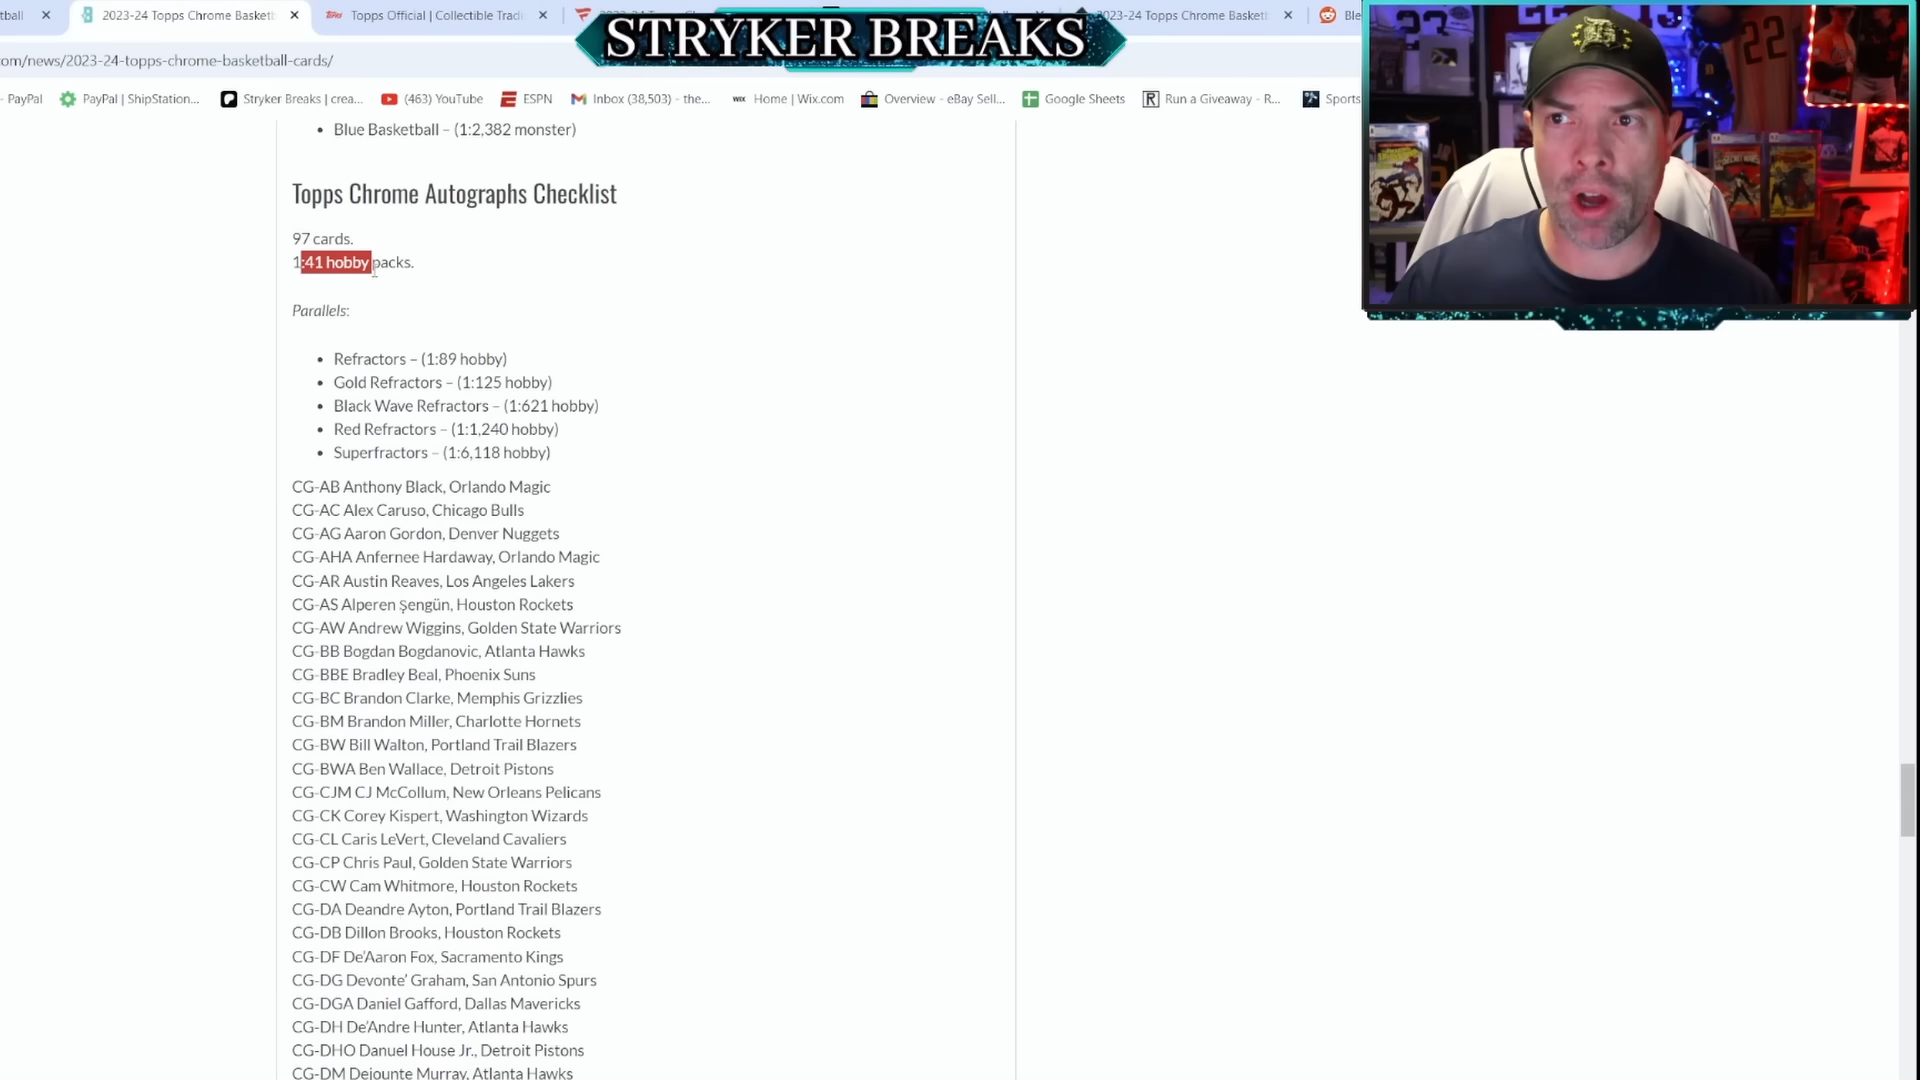 tball
2023-24 Topps Chrome Basket
Topps Official | Collectible Tradi
2023-24 Topps Chrome Basket
Ble
STRYKER BREAKS
om/news/2023-24-topps-chrome-basketball-cards/
- PayPal
PayPal | ShipStation...
Stryker Breaks | crea...
(463) YouTube
ESPN
Inbox (38,503) - the...
WIX
Home | Wix.com
Overview - eBay Sell...
Google Sheets
Run a Giveaway - R...
Sports
22
Blue Basketball – (1:2,382 monster)
Topps Chrome Autographs Checklist
97 cards.
1:41 hobby packs.
Parallels:
Refractors – (1:89 hobby)
Gold Refractors – (1:125 hobby)
Black Wave Refractors – (1:621 hobby)
Red Refractors – (1:1,240 hobby)
Superfractors – (1:6,118 hobby)
CG-AB Anthony Black, Orlando Magic
CG-AC Alex Caruso, Chicago Bulls
CG-AG Aaron Gordon, Denver Nuggets
CG-AHA Anfernee Hardaway, Orlando Magic
CG-AR Austin Reaves, Los Angeles Lakers
CG-AS Alperen Şengün, Houston Rockets
CG-AW Andrew Wiggins, Golden State Warriors
CG-BB Bogdan Bogdanovic, Atlanta Hawks
CG-BBE Bradley Beal, Phoenix Suns
CG-BC Brandon Clarke, Memphis Grizzlies
CG-BM Brandon Miller, Charlotte Hornets
CG-BW Bill Walton, Portland Trail Blazers
CG-BWA Ben Wallace, Detroit Pistons
CG-CJM CJ McCollum, New Orleans Pelicans
CG-CK Corey Kispert, Washington Wizards
CG-CL Caris LeVert, Cleveland Cavaliers
CG-CP Chris Paul, Golden State Warriors
CG-CW Cam Whitmore, Houston Rockets
CG-DA Deandre Ayton, Portland Trail Blazers
CG-DB Dillon Brooks, Houston Rockets
CG-DF De'Aaron Fox, Sacramento Kings
CG-DG Devonte' Graham, San Antonio Spurs
CG-DGA Daniel Gafford, Dallas Mavericks
CG-DH De'Andre Hunter, Atlanta Hawks
CG-DHO Danuel House Jr., Detroit Pistons
CG-DM Dejounte Murray, Atlanta Hawks